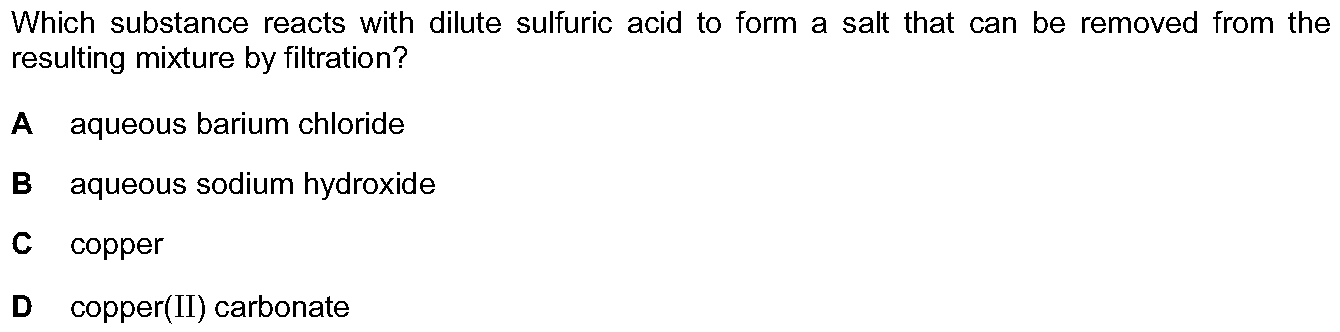 Which substance reacts with dilute sulfuric acid to form a salt that can be removed from the
resulting mixture by filtration?
A aqueous barium chloride
B aqueous sodium hydroxide
C copper
D copper(II) carbonate